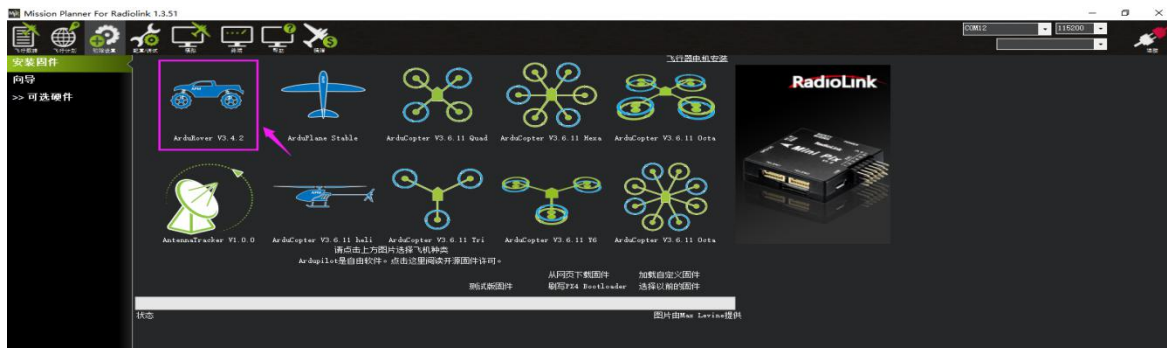 Mission Planner For Radiolink 1.3.51
COM12 115200
安装固件
向导
>> 可选硬件
飞行器电机安装
ArduRover V3.4.2 ArduPlane Stable ArduCopter V3.6.11 Quad ArduCopter V3.6.11 Hexa ArduCopter V3.6.11 Octa
AntennaTracker V1.0.0 ArduCopter V3.6.11 heli ArduCopter V3.6.11 Tri ArduCopter V3.6.11 Y6 ArduCopter V3.6.11 Octa
请点击上方图片选择飞机种类
Ardupilot是自由软件。点击这里阅读开源固件许可。
从网页下载固件 加载自定义固件
测试版固件 刷写PX4 Bootloader 选择以前的固件
状态
图片由Max Levine提供
RadioLink
Mini Pix